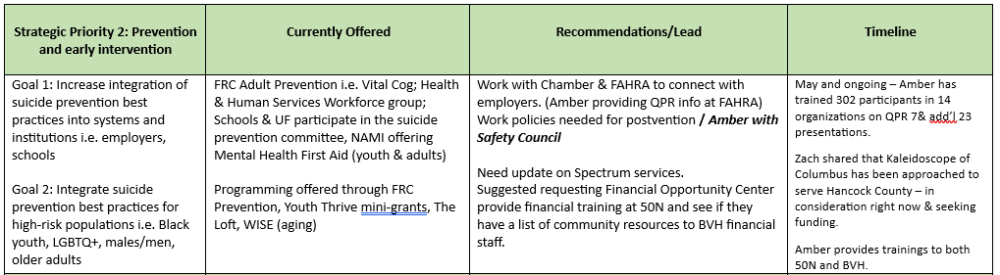 Strategic Priority 2: Prevention
and early intervention
Currently Offered
Recommendations/Lead
Timeline
Goal 1: Increase integration of
suicide prevention best
practices into systems and
institutions i.e. employers,
schools
Goal 2: Integrate suicide
prevention best practices for
high-risk populations i.e. Black
youth, LGBTQ+, males/men,
older adults
FRC Adult Prevention i.e. Vital Cog; Health
& Human Services Workforce group;
Schools & UF participate in the suicide
prevention committee, NAMI offering
Mental Health First Aid (youth & adults)
Programming offered through FRC
Prevention, Youth Thrive mini-grants, The
Loft, WISE (aging)
Work with Chamber & FAHRA to connect with
employers. (Amber providing QPR info at FAHRA)
Work policies needed for postvention / Amber with
Safety Council
Need update on Spectrum services.
Suggested requesting Financial Opportunity Center
provide financial training at 50N and see if they
have a list of community resources to BVH financial
staff.
May and ongoing – Amber has
trained 302 participants in 14
organizations on QPR 7& add'l 23
presentations.
Zach shared that Kaleidoscope of
Columbus has been approached to
serve Hancock County – in
consideration right now & seeking
funding.
Amber provides trainings to both
50N and BVH.